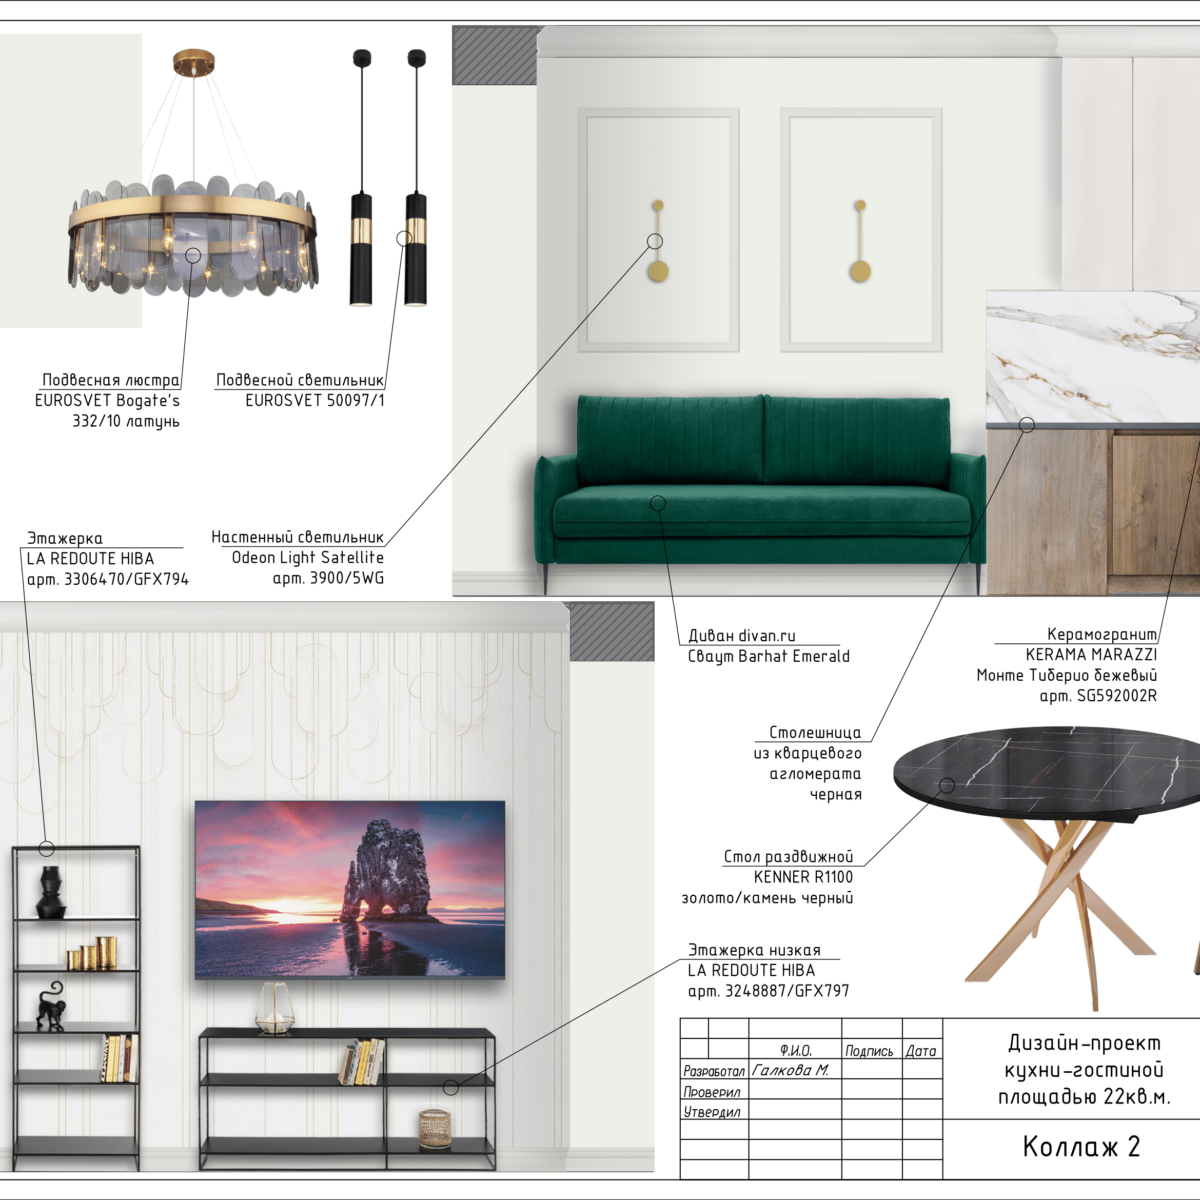 Подвесная люстра
EUROSVET Bogate's
332/10 латунь
Подвесной светильник
EUROSVET 50097/1
Этажерка
LA REDOUTE HIBA
арт. 3306470/GFX794
Настенный светильник
Odeon Light Satellite
арт. 3900/5WG
Диван divan.ru
Сваут Barhat Emerald
Керамогранит
KERAMA MARAZZI
Монте Тиберио бежевый
арт. SG592002R
Столешница
из кварцевого
агломерата
черная
Стол раздвижной
KENNER R1100
золото/камень черный
Этажерка низкая
LA REDOUTE HIBA
арт. 3248887/GFX797
Ф.И.О. Подпись Дата
Разработал Галкова М.
Проверил
Утвердил
Дизайн-проект
кухни-гостиной
площадью 22кв.м.
Коллаж 2